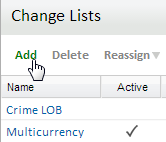 Change Lists
Add Delete Reassign
Name Active
Crime LOB
Multicurrency